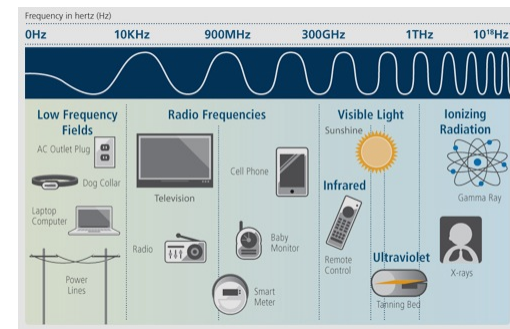 Frequency in hertz (Hz)
0Hz 10KHz 900MHz 300GHz 1THz 10¹⁸Hz
Low Frequency
Fields
AC Outlet Plug
Dog Collar
Laptop
Computer
Power
Lines
Radio Frequencies
Television
Cell Phone
Radio
Baby
Monitor
Smart
Meter
Visible Light
Sunshine
Infrared
Remote
Control
Ultraviolet
Tanning Bed
Ionizing
Radiation
Gamma Ray
X-rays